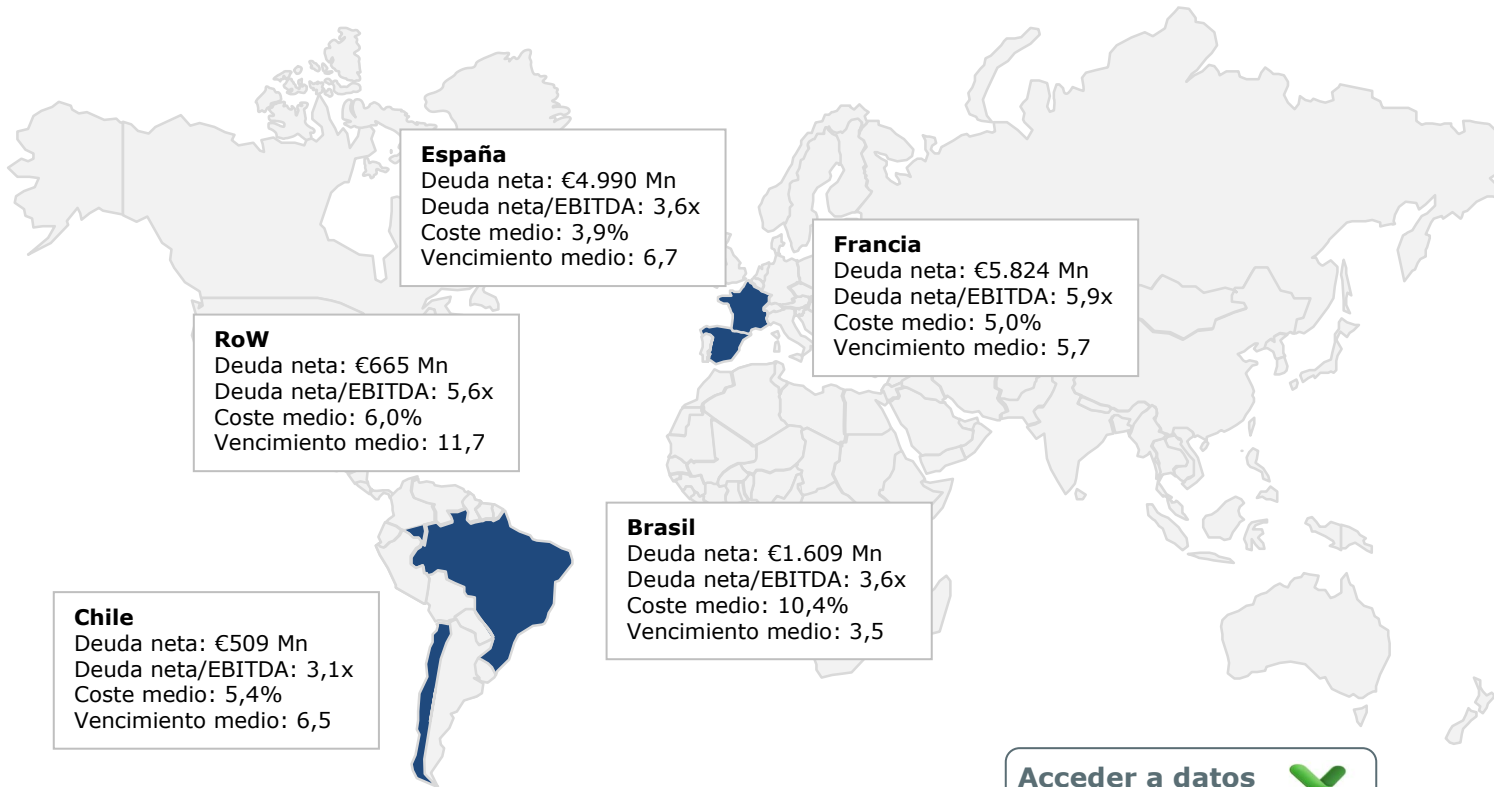 España
Deuda neta: €4.990 Mn
Deuda neta/EBITDA: 3,6x
Coste medio: 3,9%
Vencimiento medio: 6,7
Francia
Deuda neta: €5.824 Mn
Deuda neta/EBITDA: 5,9x
Coste medio: 5,0%
Vencimiento medio: 5,7
RoW
Deuda neta: €665 Mn
Deuda neta/EBITDA: 5,6x
Coste medio: 6,0%
Vencimiento medio: 11,7
Brasil
Deuda neta: €1.609 Mn
Deuda neta/EBITDA: 3,6x
Coste medio: 10,4%
Vencimiento medio: 3,5
Chile
Deuda neta: €509 Mn
Deuda neta/EBITDA: 3,1x
Coste medio: 5,4%
Vencimiento medio: 6,5
Acceder a datos